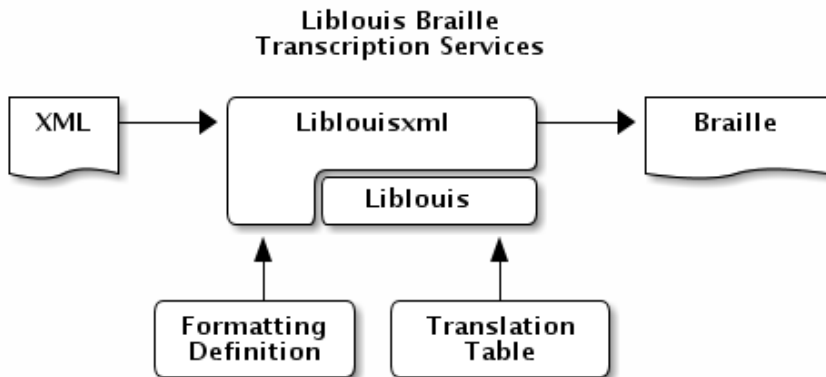 Liblouis Braille
Transcription Services
XML
Liblouisxml
Braille
Liblouis
Formatting
Definition
Translation
Table